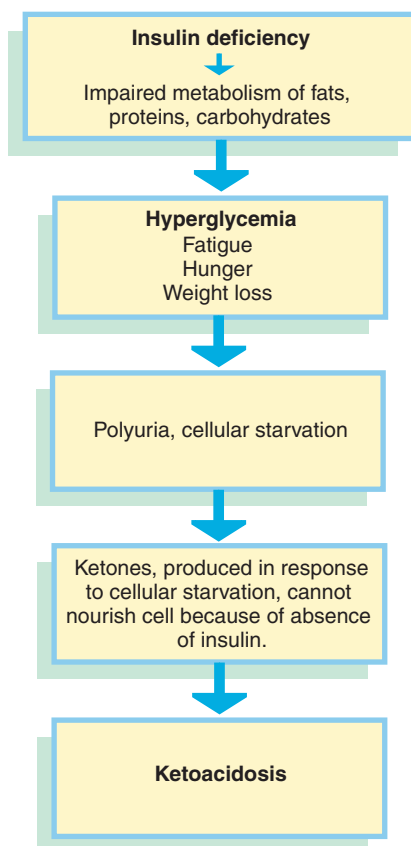 Insulin deficiency
Impaired metabolism of fats,
proteins, carbohydrates
Hyperglycemia
Fatigue
Hunger
Weight loss
Polyuria, cellular starvation
Ketones, produced in response
to cellular starvation, cannot
nourish cell because of absence
of insulin.
Ketoacidosis